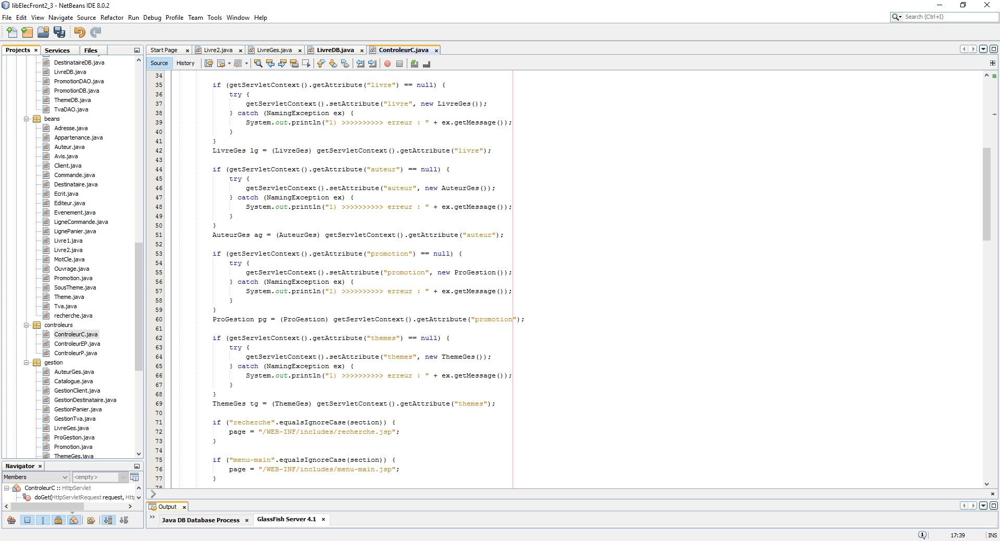 libElecFront2_3 - NetBeans IDE 8.0.2
File Edit View Navigate Source Refactor Run Debug Profile Team Tools Window Help
Search (Ctrl+I)
Projects Services Files
DestinataireDB.java
LivreDB.java
PromotionDAO.java
PromotionDB.java
ThemeDB.java
TvaDAO.java
beans
Adresse.java
Appartenance.java
Auteur.java
Avis.java
Client.java
Commande.java
Destinataire.java
Ecrit.java
Editeur.java
Evenement.java
LigneCommande.java
LignePanier.java
Livre1.java
Livre2.java
MotCle.java
Ouvrage.java
Promotion.java
SousTheme.java
Theme.java
Tva.java
recherche.java
controleurs
ControleurC.java
ControleurEP.java
ControleurP.java
gestion
AuteurGes.java
Catalogue.java
GestionClient.java
GestionDestinataire.java
GestionPanier.java
GestionTva.java
LivreGes.java
ProGestion.java
Promotion.java
ThemeGes.java
Navigator
Members <empty>
ControleurC :: HttpServlet
doGet(HttpServletRequest request, Htt
Start Page Livre2.java LivreGes.java LivreDB.java ControleurC.java
Source History
34
35 if (getServletContext().getAttribute("livre") == null) {
36 try {
37 getServletContext().setAttribute("livre", new LivreGes());
38 } catch (NamingException ex) {
39 System.out.println("1) >>>>>>>>>> erreur : " + ex.getMessage());
40 }
41 }
42 LivreGes lg = (LivreGes) getServletContext().getAttribute("livre");
43
44 if (getServletContext().getAttribute("auteur") == null) {
45 try {
46 getServletContext().setAttribute("auteur", new AuteurGes());
47 } catch (NamingException ex) {
48 System.out.println("1) >>>>>>>>>> erreur : " + ex.getMessage());
49 }
50 }
51 AuteurGes ag = (AuteurGes) getServletContext().getAttribute("auteur");
52
53 if (getServletContext().getAttribute("promotion") == null) {
54 try {
55 getServletContext().setAttribute("promotion", new ProGestion());
56 } catch (NamingException ex) {
57 System.out.println("1) >>>>>>>>>> erreur : " + ex.getMessage());
58 }
59 }
60 ProGestion pg = (ProGestion) getServletContext().getAttribute("promotion");
61
62 if (getServletContext().getAttribute("themes") == null) {
63 try {
64 getServletContext().setAttribute("themes", new ThemeGes());
65 } catch (NamingException ex) {
66 System.out.println("1) >>>>>>>>>> erreur : " + ex.getMessage());
67 }
68 }
69 ThemeGes tg = (ThemeGes) getServletContext().getAttribute("themes");
70
71 if ("recherche".equalsIgnoreCase(section)) {
72 page = "/WEB-INF/includes/recherche.jsp";
73 }
74
75 if ("menu-main".equalsIgnoreCase(section)) {
76 page = "/WEB-INF/includes/menu-main.jsp";
77 }
78
Output
Java DB Database Process GlassFish Server 4.1
1 17:39 INS